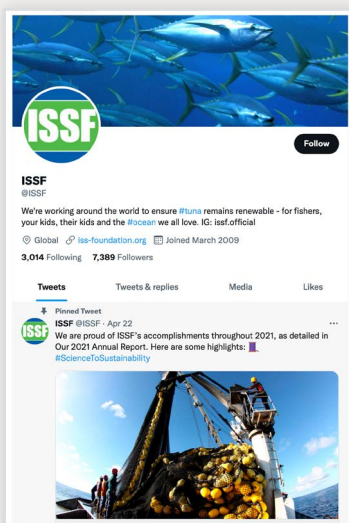 ISSF
Follow
ISSF
@ISSF
We're working around the world to ensure #tuna remains renewable - for fishers,
your kids, their kids and the #ocean we all love. IG: issf.official
Global iss-foundation.org Joined March 2009
3,014 Following 7,389 Followers
Tweets Tweets & replies Media Likes
Pinned Tweet
ISSF
ISSF @ISSF · Apr 22 ...
We are proud of ISSF's accomplishments throughout 2021, as detailed in
Our 2021 Annual Report. Here are some highlights:
#ScienceToSustainability